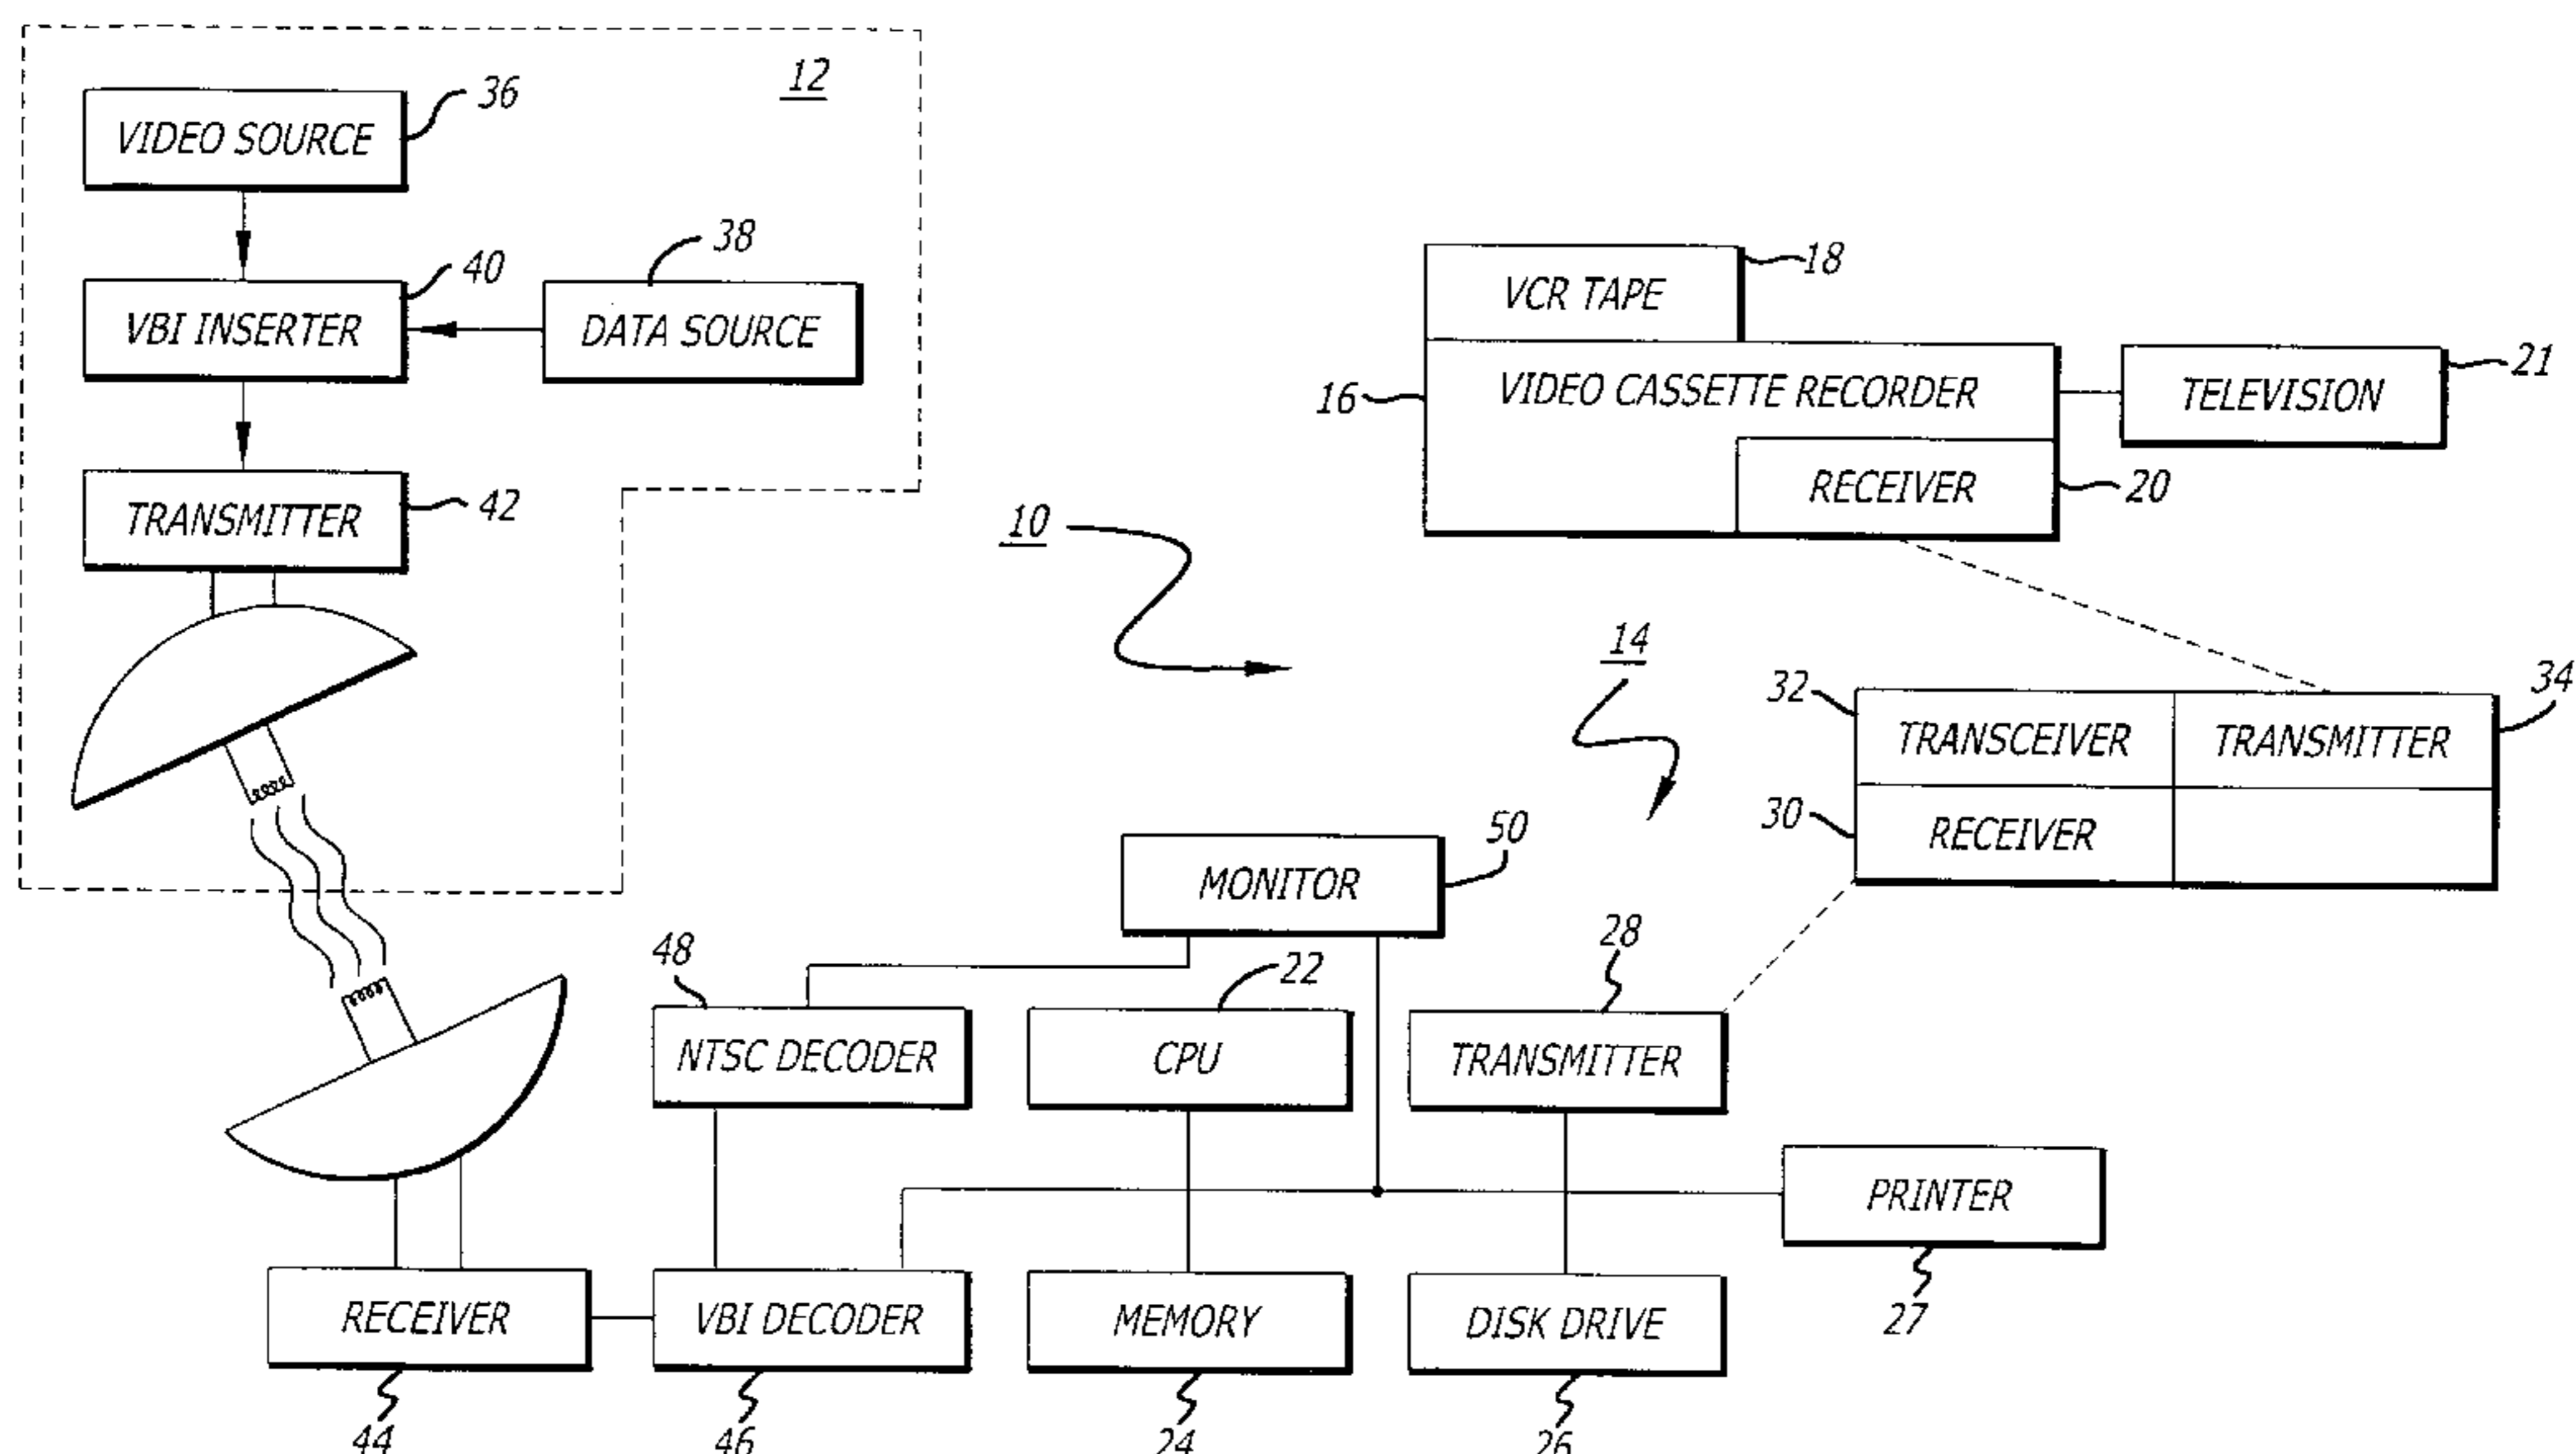 12
36
VIDEO SOURCE
38
40
VBI INSERTER
DATA SOURCE
42
TRANSMITTER
18
VCR TAPE
16
VIDEO CASSETTE RECORDER
21
TELEVISION
RECEIVER
20
10
14
32
34
TRANSCEIVER
TRANSMITTER
30
RECEIVER
50
MONITOR
48
22
28
NTSC DECODER
CPU
TRANSMITTER
PRINTER
27
RECEIVER
VBI DECODER
MEMORY
DISK DRIVE
44
46
24
26